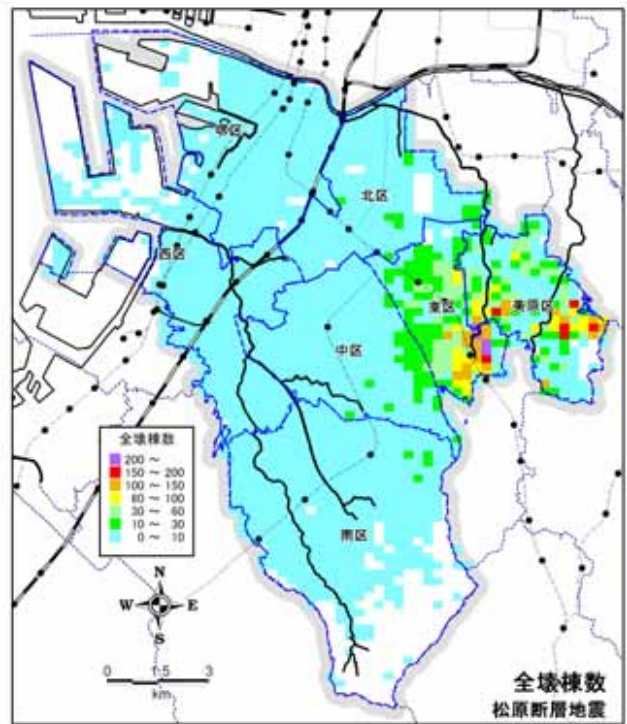 堺区
北区
西区
東区
美原区
中区
全壊棟数
200 ～
150 ～ 200
100 ～ 150
60 ～ 100
30 ～ 60
10 ～ 30
0 ～ 10
南区
N
W E
S
0 1.5 3
km
全壊棟数
松原断層地震